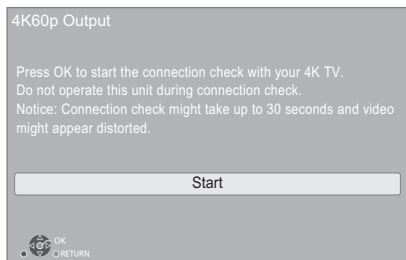 4K60p Output
Press OK to start the connection check with your 4K TV.
Do not operate this unit during connection check.
Notice: Connection check might take up to 30 seconds and video
might appear distorted.
Start
OK
RETURN